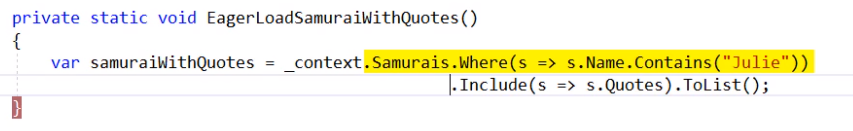 private static void EagerLoadSamuraiWithQuotes()
{
var samuraiWithQuotes = _context.Samurais.Where(s => s.Name.Contains("Julie"))
.Include(s => s.Quotes).ToList();
}